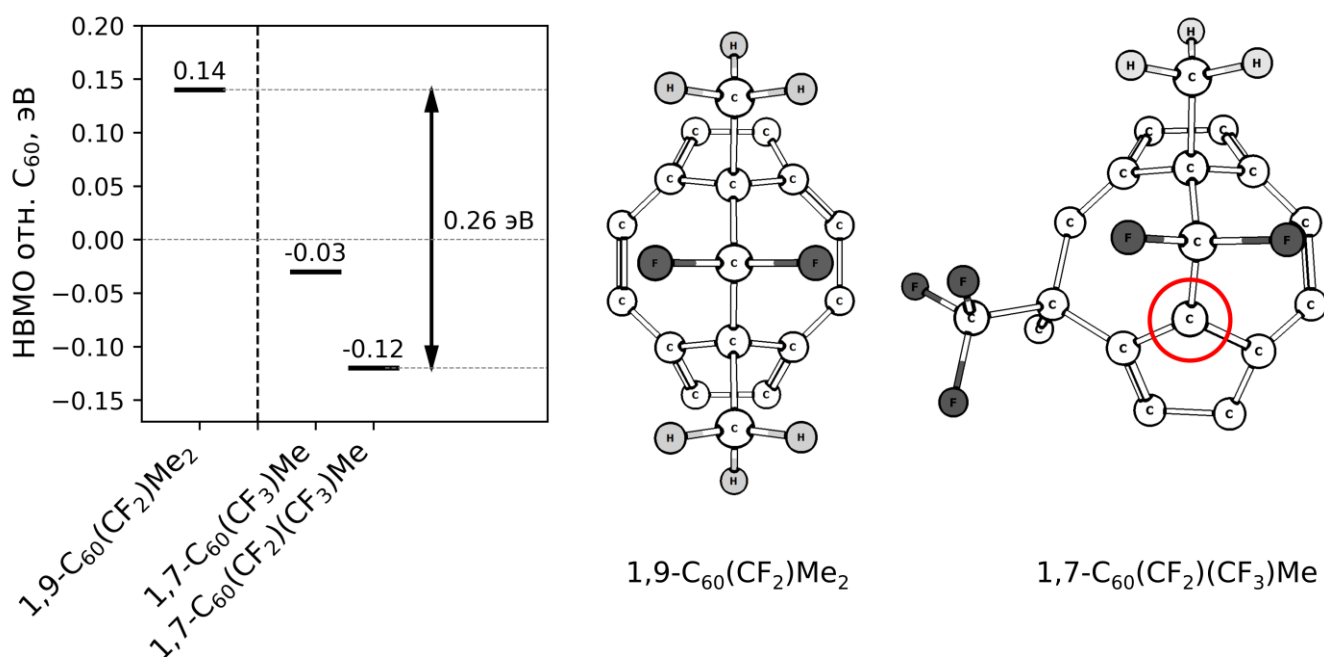 НВМО отн. C₆₀, эВ
0.20
0.15
0.10
0.05
0.00
−0.05
−0.10
−0.15
0.14
-0.03
-0.12
0.26 эВ
1,9-C₆₀(CF₂)Me₂
1,7-C₆₀(CF₃)Me
1,7-C₆₀(CF₂)(CF₃)Me
H
H H
C
C C
C C C
C C
F C F
C C
C C C
C C
C
H H
H
1,9-C₆₀(CF₂)Me₂
H
H H
C
C C
C C C
C C
F C F
F F
C C C C
C C C
F
C C
1,7-C₆₀(CF₂)(CF₃)Me